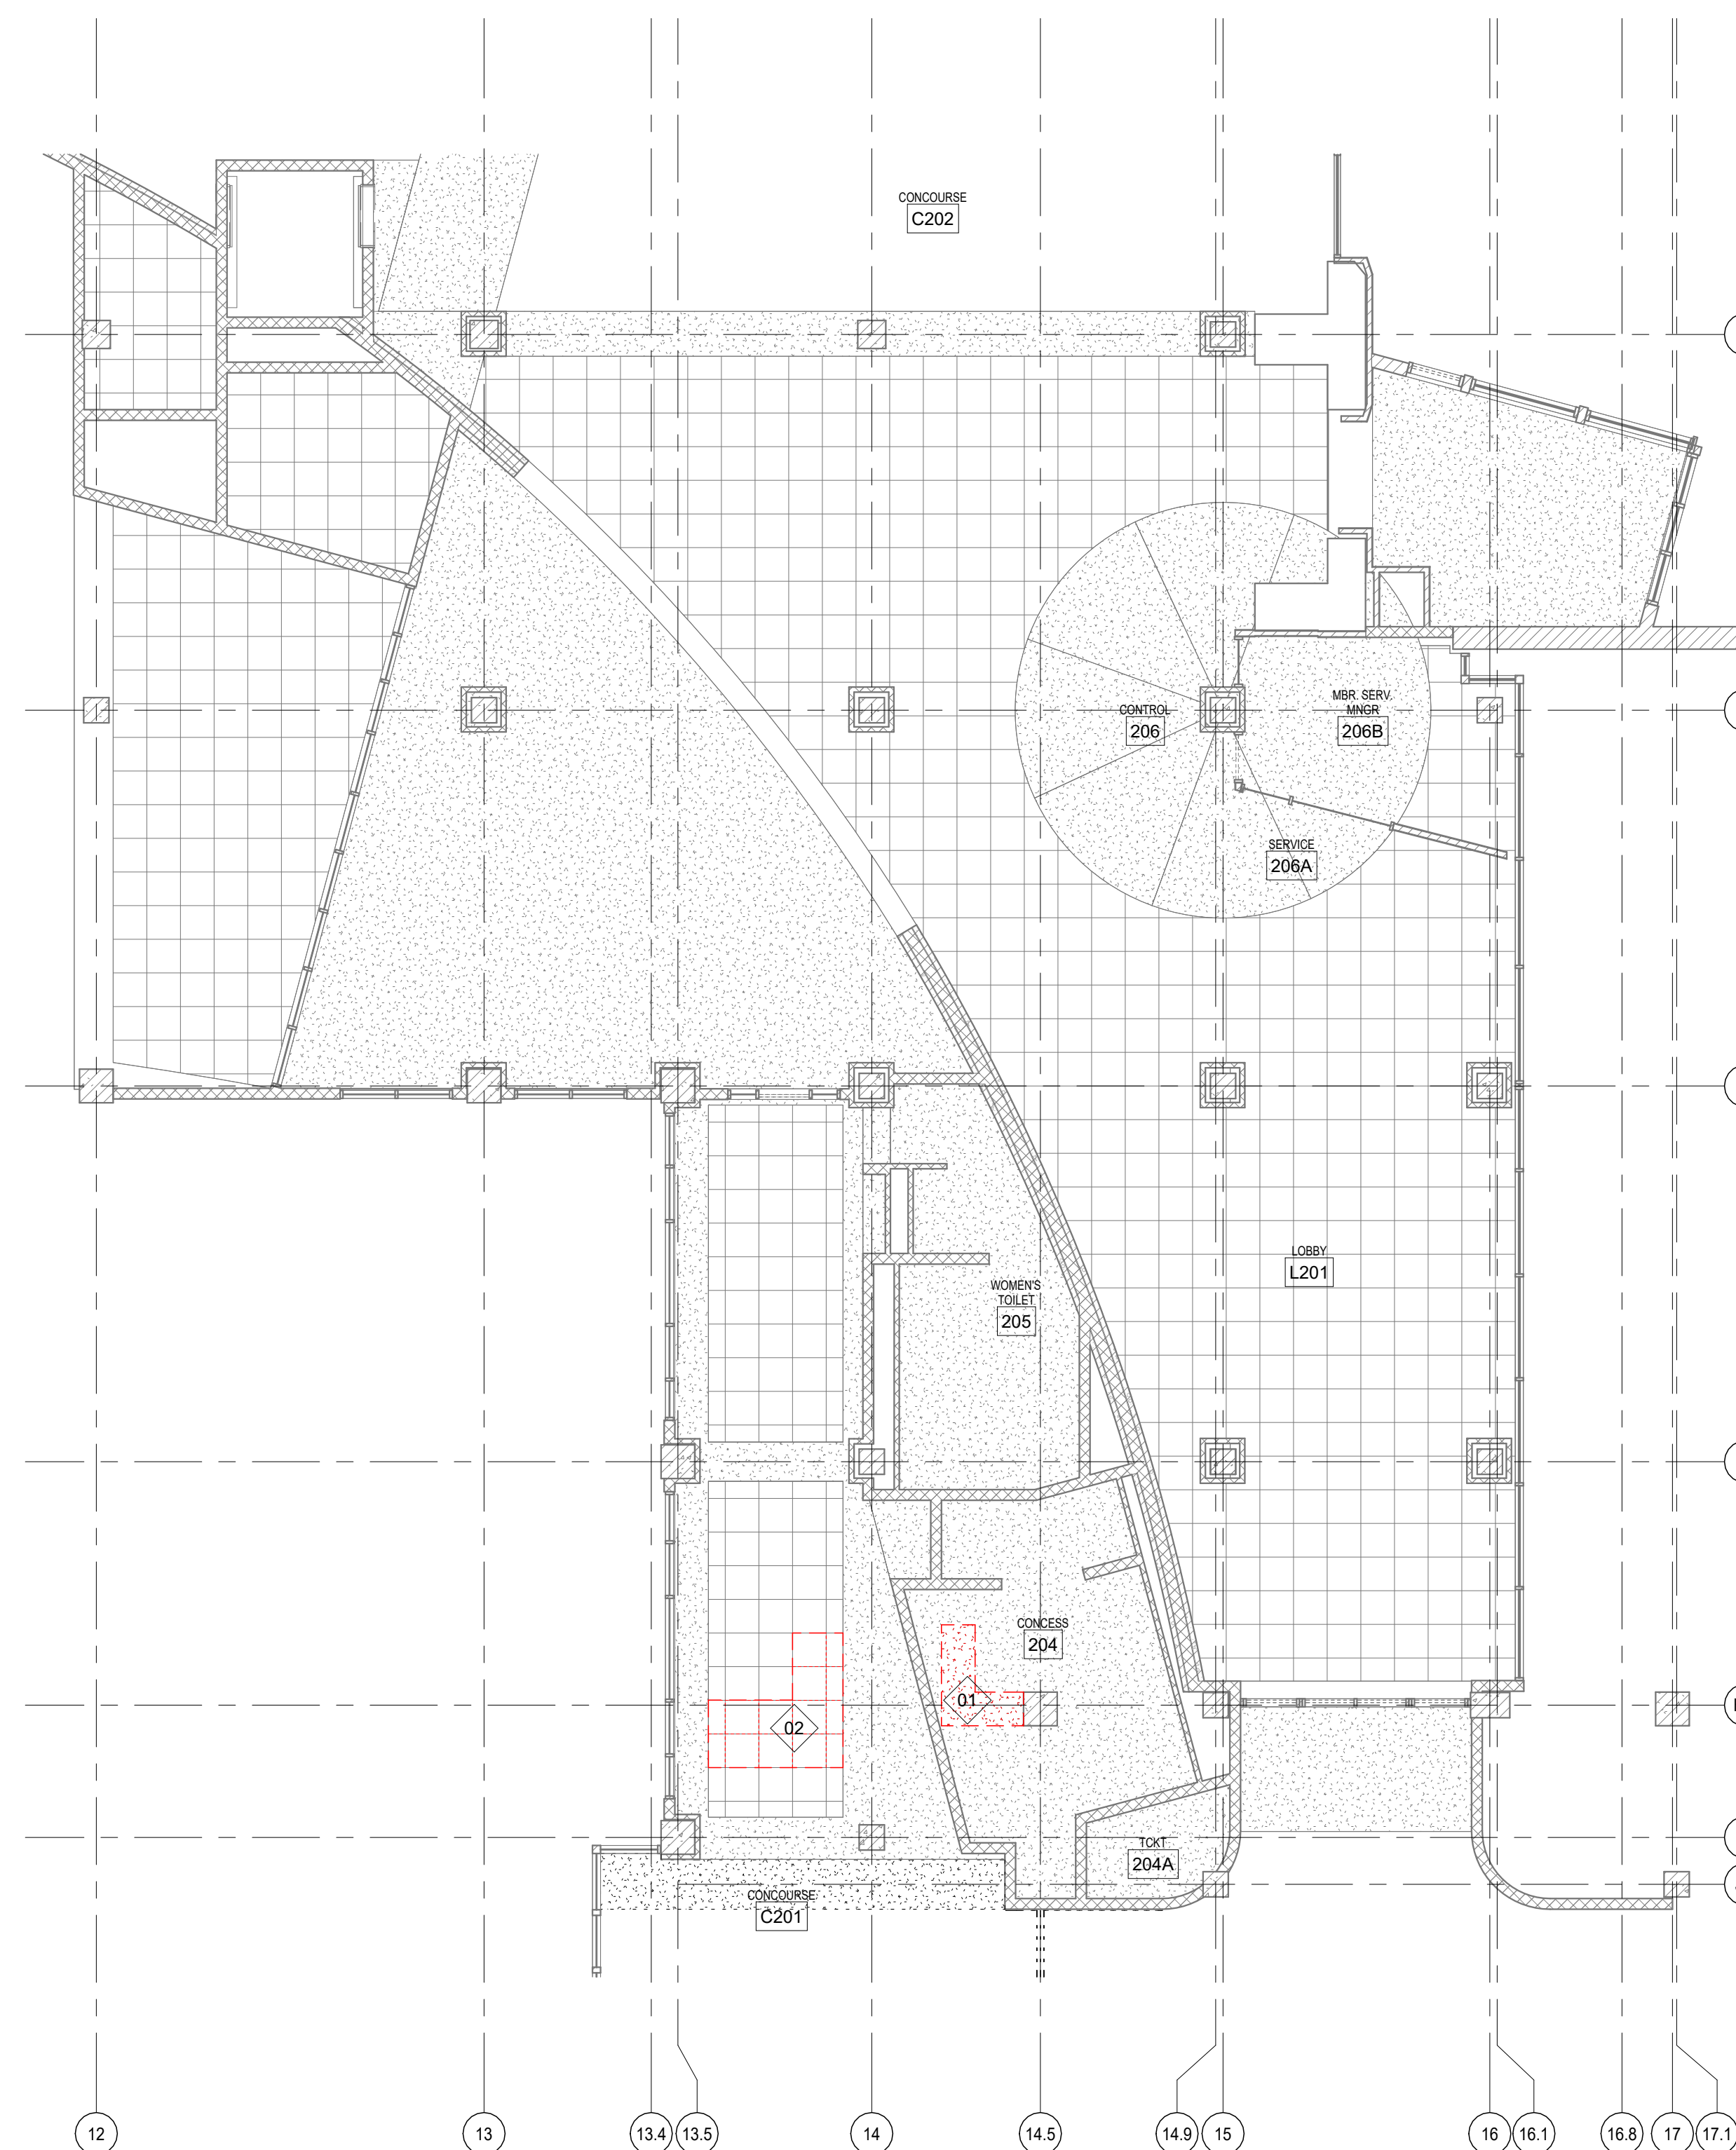 CONCOURSE
C202
CONTROL
206
MBR. SERV.
MNGR
206B
SERVICE
206A
LOBBY
L201
WOMEN'S
TOILET
205
CONCESS
204
01
02
TCKT
204A
CONCOURSE
C201
12
13
13.4
13.5
14
14.5
14.9
15
16
16.1
16.8
17
17.1